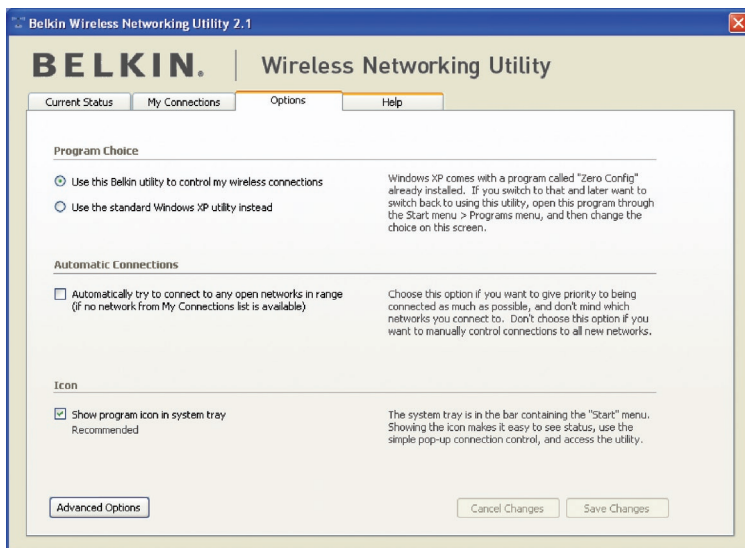 Belkin Wireless Networking Utility 2.1
BELKIN. | Wireless Networking Utility
Current Status
My Connections
Options
Help
Program Choice
Use this Belkin utility to control my wireless connections
Use the standard Windows XP utility instead
Windows XP comes with a program called "Zero Config"
already installed. If you switch to that and later want to
switch back to using this utility, open this program through
the Start menu > Programs menu, and then change the
choice on this screen.
Automatic Connections
Automatically try to connect to any open networks in range
(if no network from My Connections list is available)
Choose this option if you want to give priority to being
connected as much as possible, and don't mind which
networks you connect to. Don't choose this option if you
want to manually control connections to all new networks.
Icon
Show program icon in system tray
Recommended
The system tray is in the bar containing the "Start" menu.
Showing the icon makes it easy to see status, use the
simple pop-up connection control, and access the utility.
Advanced Options
Cancel Changes
Save Changes